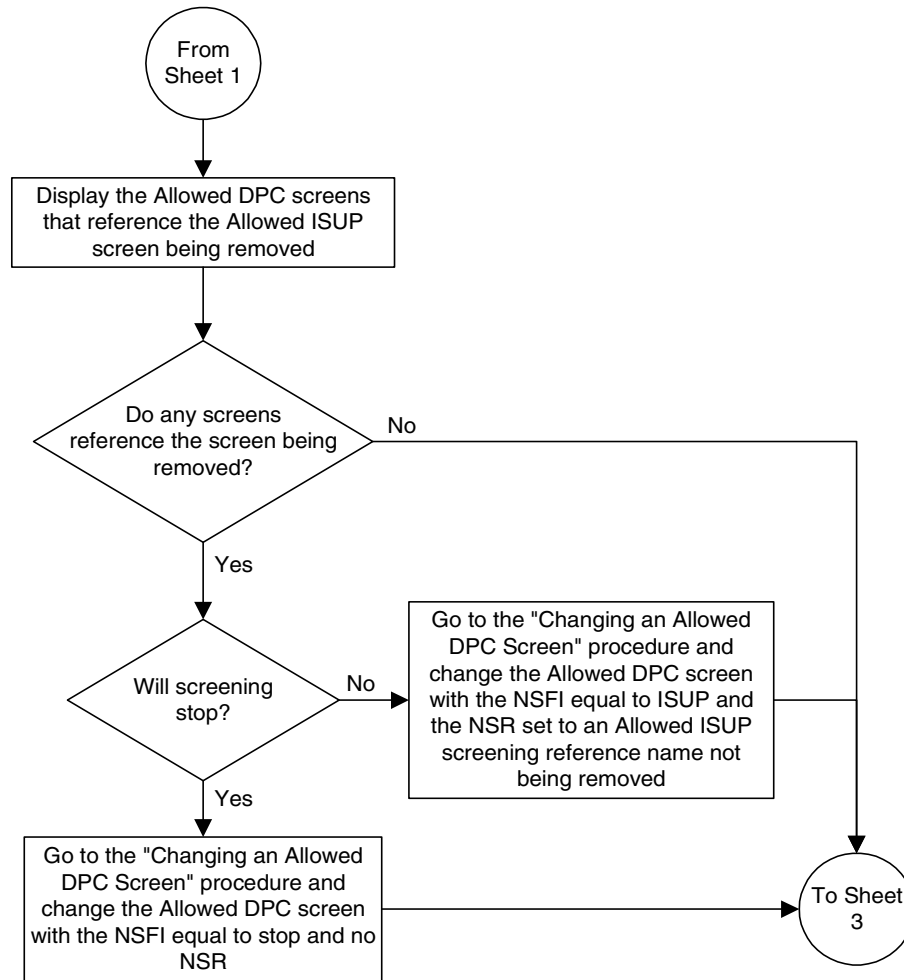 From
Sheet 1
Display the Allowed DPC screens
that reference the Allowed ISUP
screen being removed
Do any screens
reference the screen being
removed?
No
Yes
Will screening
stop?
No
Go to the "Changing an Allowed
DPC Screen" procedure and
change the Allowed DPC screen
with the NSFI equal to ISUP and
the NSR set to an Allowed ISUP
screening reference name not
being removed
Yes
Go to the "Changing an Allowed
DPC Screen" procedure and
change the Allowed DPC screen
with the NSFI equal to stop and no
NSR
To Sheet
3